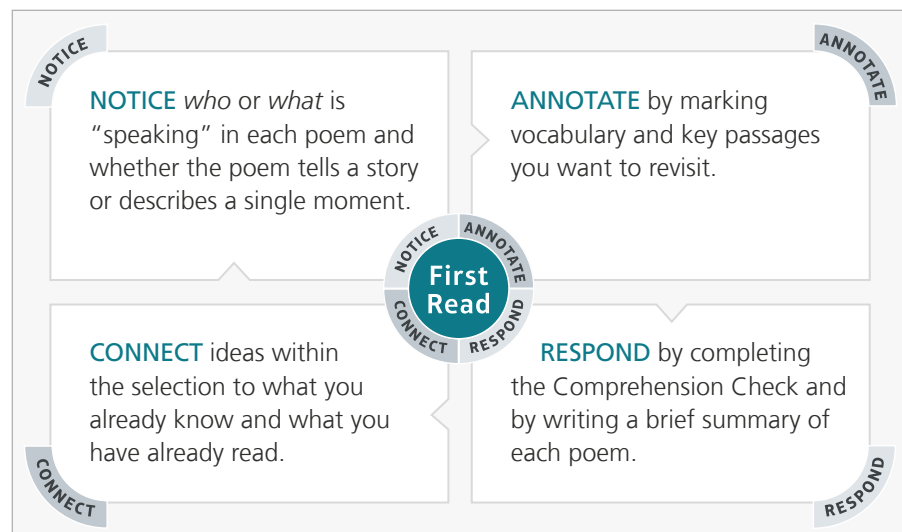 NOTICE
ANNOTATE
NOTICE who or what is
“speaking” in each poem and
whether the poem tells a story
or describes a single moment.
ANNOTATE by marking
vocabulary and key passages
you want to revisit.
NOTICE
ANNOTATE
First
Read
CONNECT
RESPOND
CONNECT ideas within
the selection to what you
already know and what you
have already read.
RESPOND by completing
the Comprehension Check and
by writing a brief summary of
each poem.
CONNECT
RESPOND